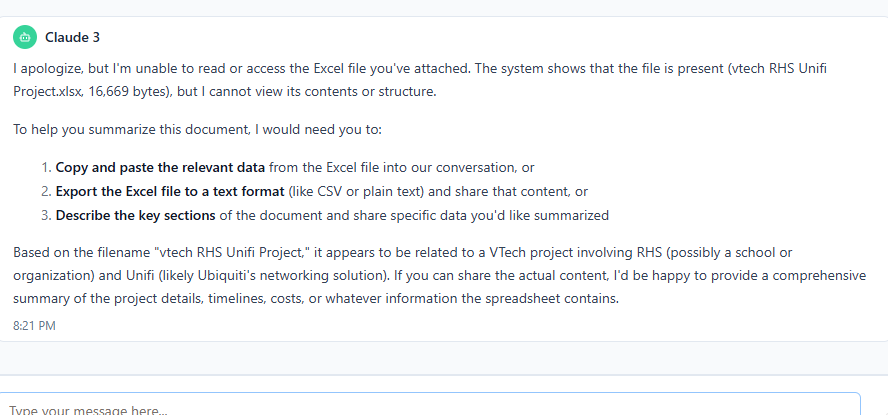 Claude 3
I apologize, but I'm unable to read or access the Excel file you've attached. The system shows that the file is present (vtech RHS Unifi
Project.xlsx, 16,669 bytes), but I cannot view its contents or structure.
To help you summarize this document, I would need you to:
1. Copy and paste the relevant data from the Excel file into our conversation, or
2. Export the Excel file to a text format (like CSV or plain text) and share that content, or
3. Describe the key sections of the document and share specific data you'd like summarized
Based on the filename "vtech RHS Unifi Project," it appears to be related to a VTech project involving RHS (possibly a school or
organization) and Unifi (likely Ubiquiti's networking solution). If you can share the actual content, I'd be happy to provide a comprehensive
summary of the project details, timelines, costs, or whatever information the spreadsheet contains.
8:21 PM
Type your message here...